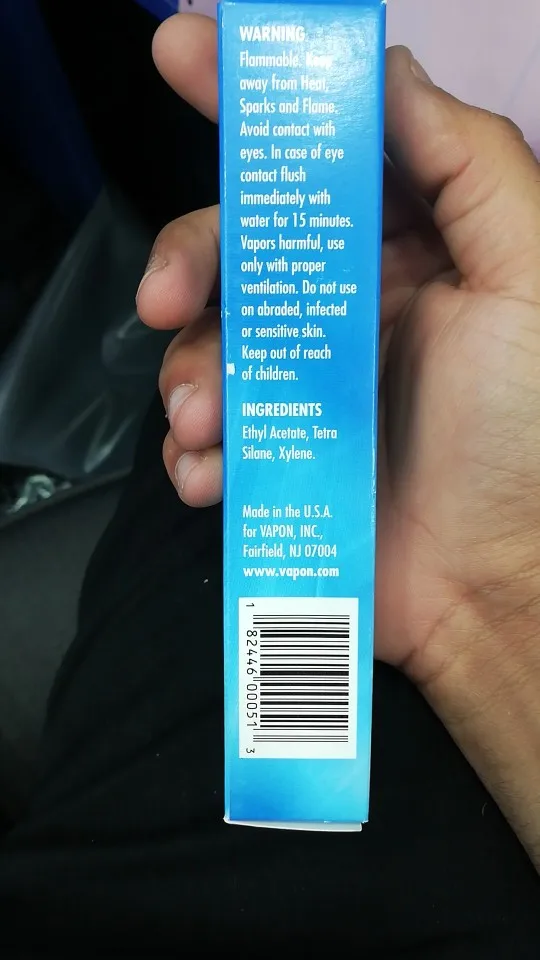 WARNING
Flammable. Keep
away from Heat,
Sparks and Flame.
Avoid contact with
eyes. In case of eye
contact flush
immediately with
water for 15 minutes.
Vapors harmful, use
only with proper
ventilation. Do not use
on abraded, infected
or sensitive skin.
Keep out of reach
of children.
INGREDIENTS
Ethyl Acetate, Tetra
Silane, Xylene.
Made in the U.S.A.
for VAPON, INC.,
Fairfield, NJ 07004
www.vapon.com
1 82446 00051 3